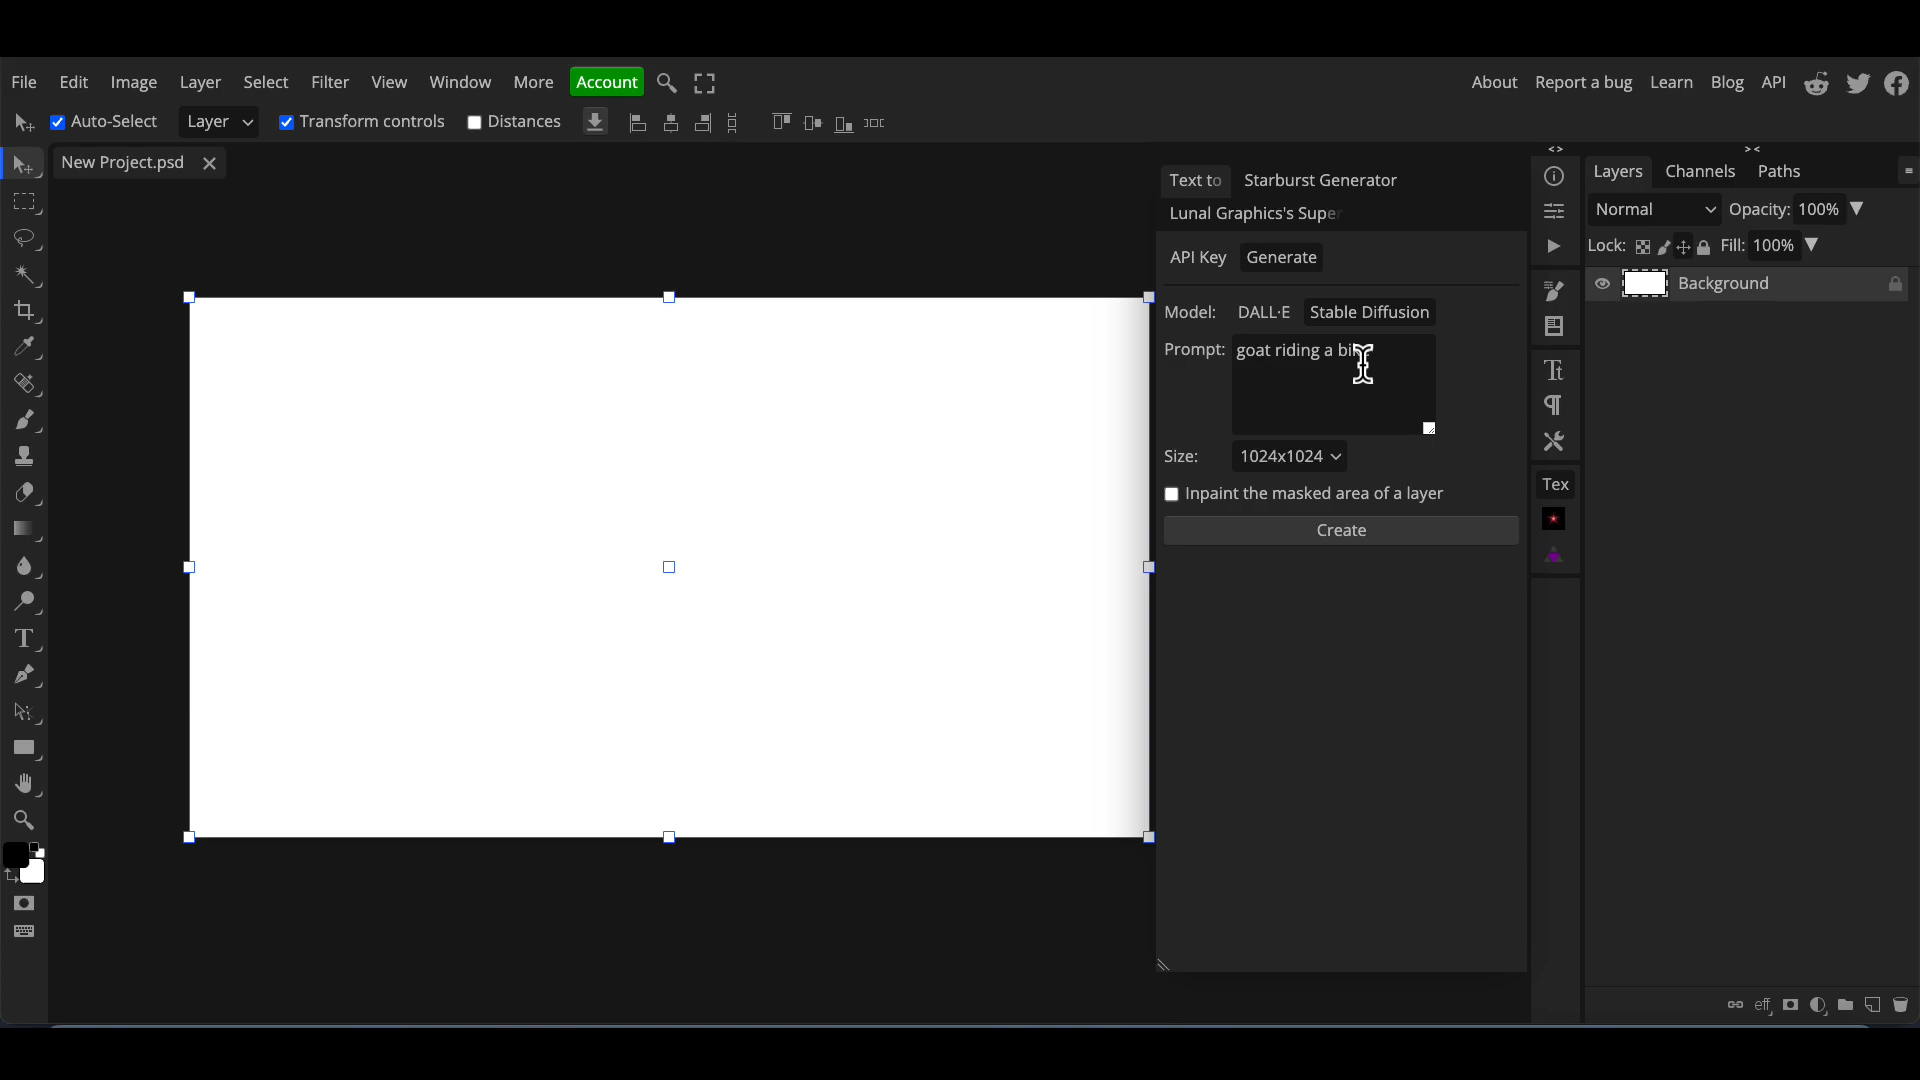 File Edit Image Layer Select Filter View Window More Account About Report a bug Learn Blog API
Auto-Select Layer Transform controls Distances
New Project.psd
Text to Starburst Generator
Lunal Graphics's Super
API Key Generate
Model: DALL·E Stable Diffusion
Prompt: goat riding a
Size: 1024x1024
Inpaint the masked area of a layer
Create
Tex
Layers Channels Paths
Normal Opacity: 100%
Lock: Fill: 100%
Background
eff